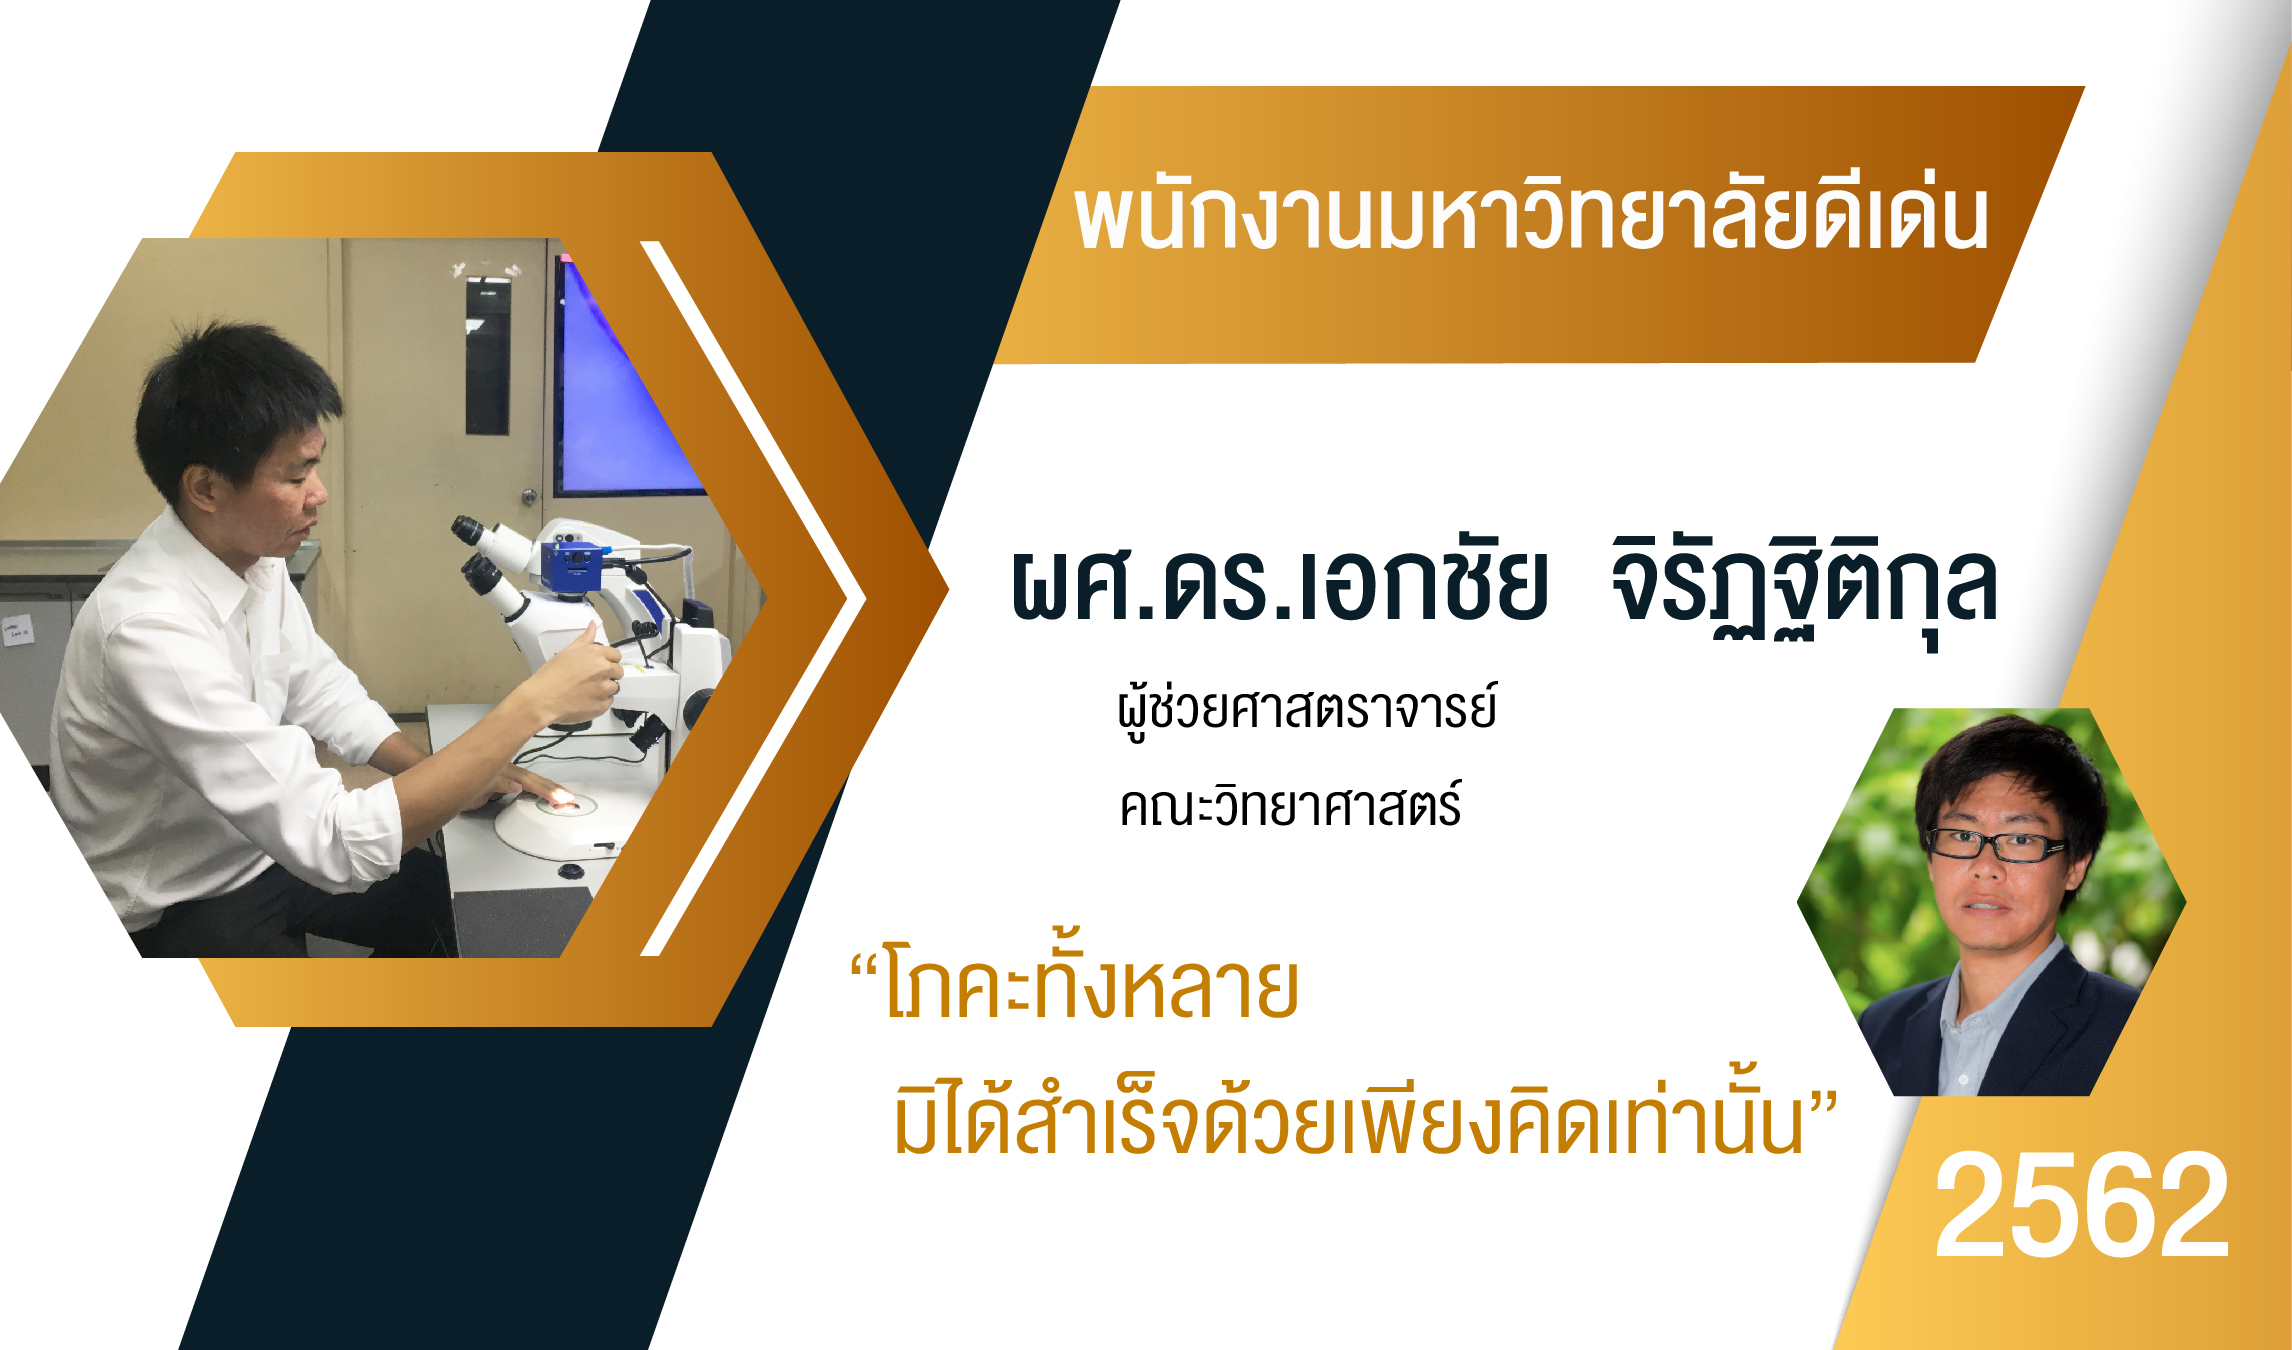 พนักงานมหาวิทยาลัยดีเด่น
ผศ.ดร.เอกชัย จิรัฏฐิติกุล
ผู้ช่วยศาสตราจารย์
คณะวิทยาศาสตร์
“โภคะทั้งหลาย
มิได้สำเร็จด้วยเพียงคิดเท่านั้น”
2562